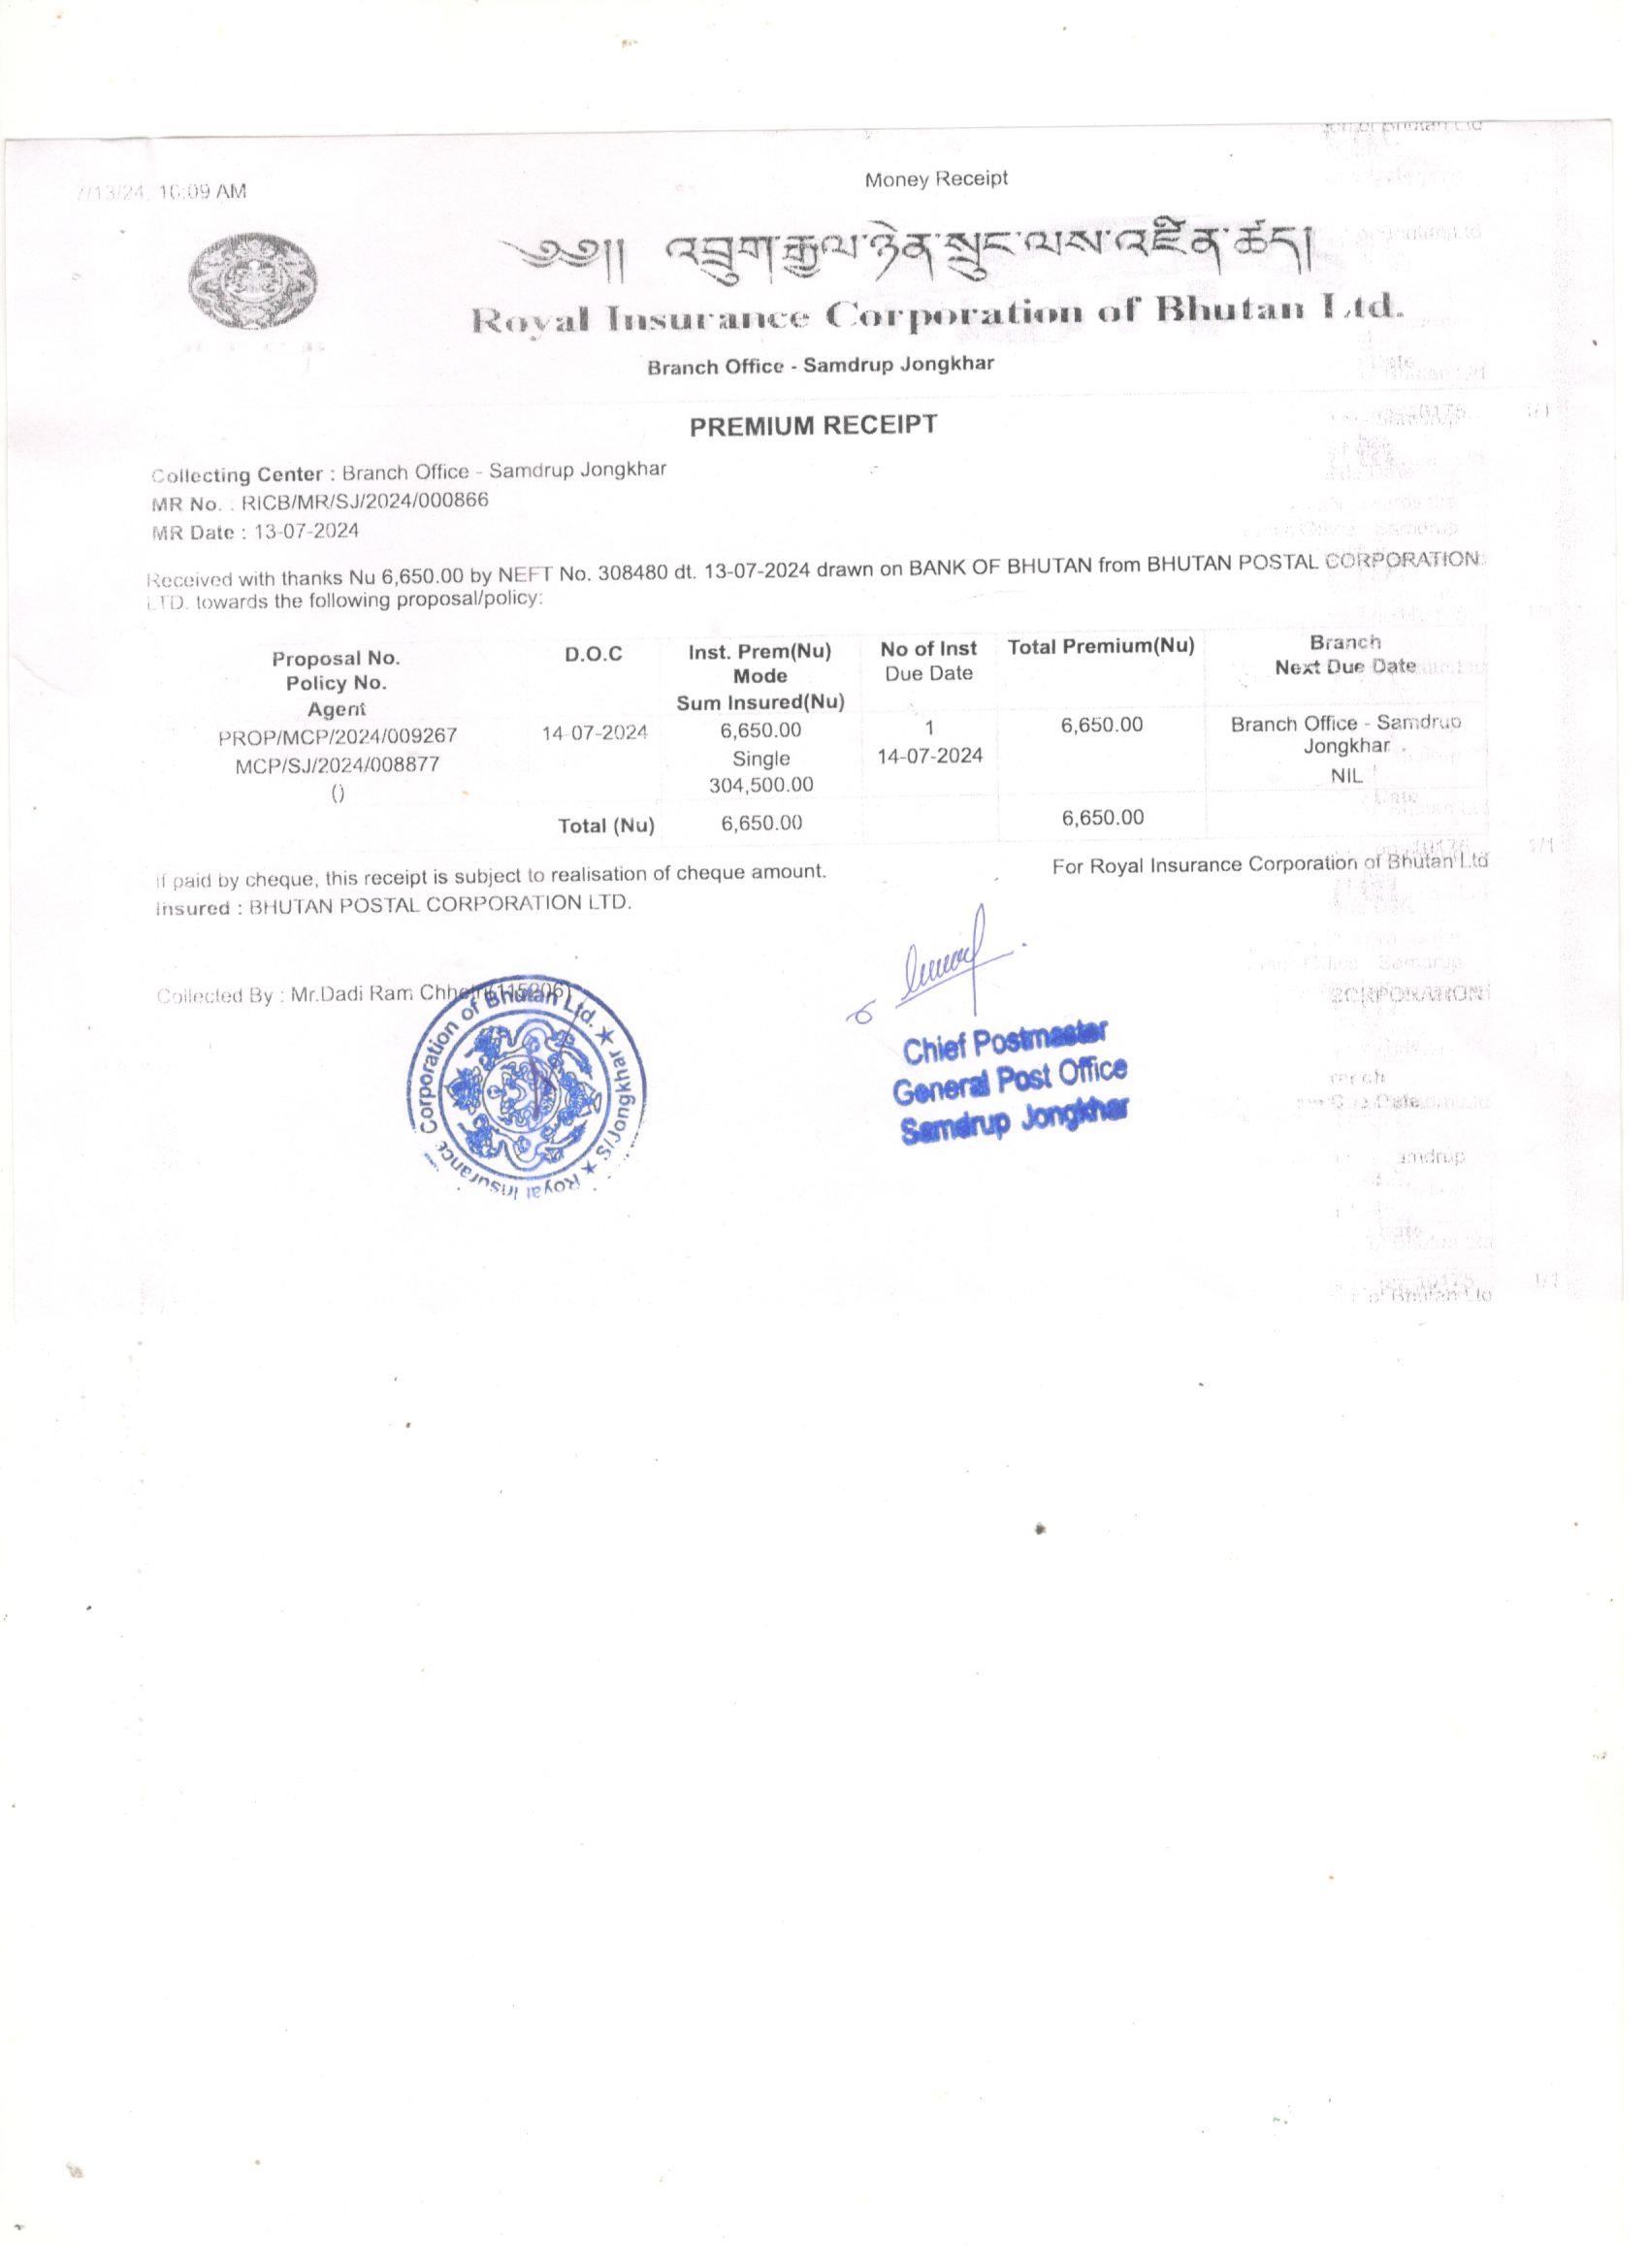 7/13/24, 10:09 AM
Money Receipt
༄༅།། འབྲུག་རྒྱལ་ཉེན་སྲུང་ལས་འཛིན་ཚད།
Royal Insurance Corporation of Bhutan Ltd.
Branch Office - Samdrup Jongkhar
PREMIUM RECEIPT
Collecting Center : Branch Office - Samdrup Jongkhar
MR No. : RICB/MR/SJ/2024/000866
MR Date : 13-07-2024
Received with thanks Nu 6,650.00 by NEFT No. 308480 dt. 13-07-2024 drawn on BANK OF BHUTAN from BHUTAN POSTAL CORPORATION
LTD. towards the following proposal/policy:
Proposal No. D.O.C Inst. Prem(Nu) No of Inst Total Premium(Nu) Branch
Policy No. Mode Due Date Next Due Date
Agent Sum Insured(Nu)
PROP/MCP/2024/009267 14-07-2024 6,650.00 1 6,650.00 Branch Office - Samdrup
MCP/SJ/2024/008877 Single 14-07-2024 Jongkhar
() 304,500.00 NIL
Total (Nu) 6,650.00 6,650.00
If paid by cheque, this receipt is subject to realisation of cheque amount. For Royal Insurance Corporation of Bhutan Ltd
Insured : BHUTAN POSTAL CORPORATION LTD.
Collected By : Mr.Dadi Ram
Royal Insurance Corporation of Bhutan Ltd. ★ S/Jongkhar ★
Chief Postmaster
General Post Office
Samdrup Jongkhar